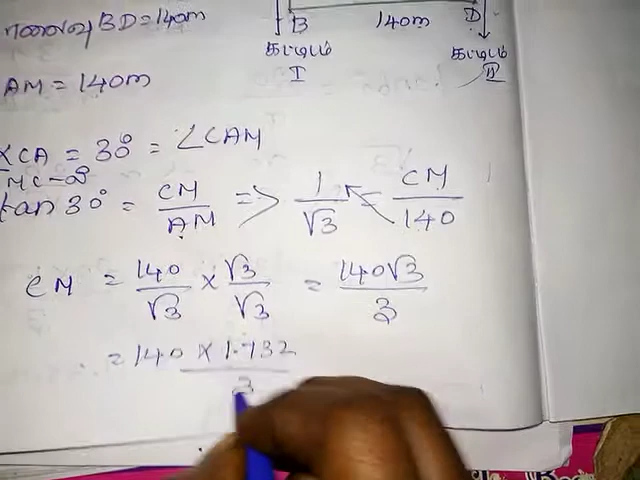 BD = 140m
B 140m D
கட்டிடம் கட்டிடம்
I II
AM = 140m
XCA = 30° = ∠CAM
tan 30° = CM/AM => 1/√3 = CM/140
CM = 140/√3 × √3/√3 = 140√3/3
= 140 × 1.732/3